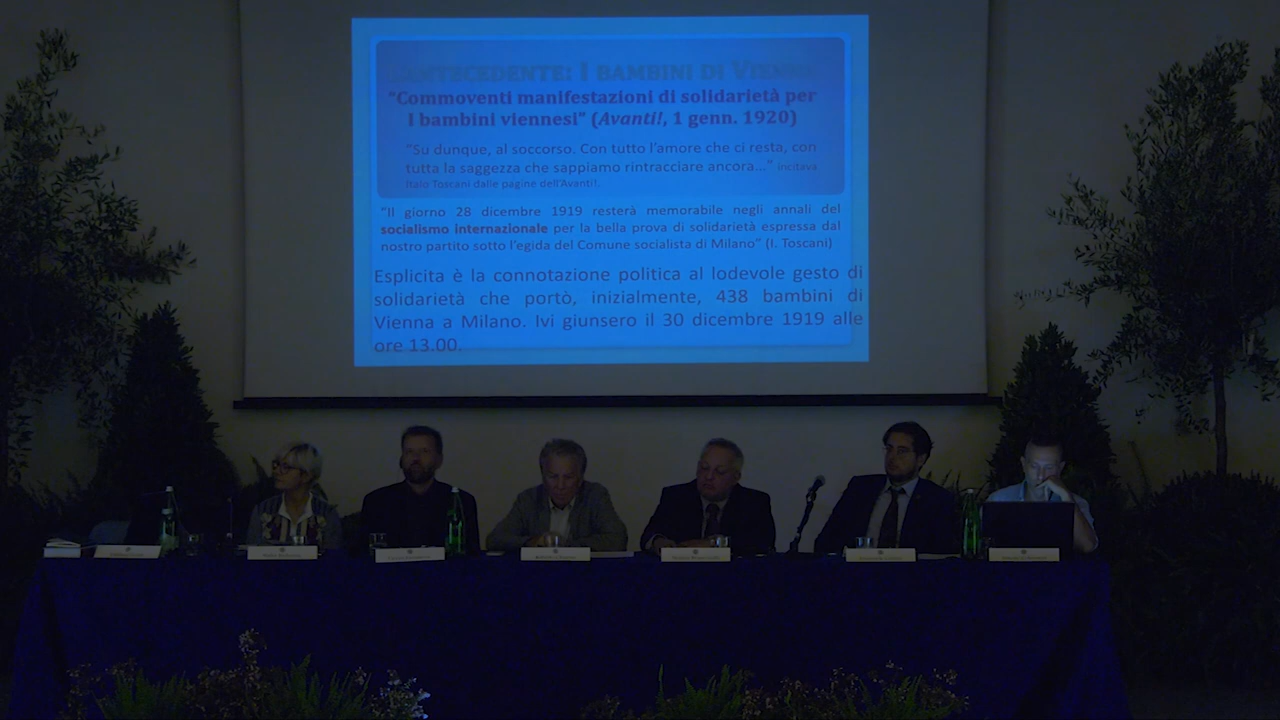 ANTECEDENTE: I BAMBINI DI VIENNA
“Commoventi manifestazioni di solidarietà per
I bambini viennesi” (Avanti!, 1 genn. 1920)
“Su dunque, al soccorso. Con tutto l’amore che ci resta, con
tutta la saggezza che sappiamo rintracciare ancora...” Incitava
Italo Toscani dalle pagine dell’Avanti!.
“Il giorno 28 dicembre 1919 resterà memorabile negli annali del
socialismo internazionale per la bella prova di solidarietà espressa dal
nostro partito sotto l’egida del Comune socialista di Milano” (I. Toscani)
Esplicita è la connotazione politica al lodevole gesto di
solidarietà che portò, inizialmente, 438 bambini di
Vienna a Milano. Ivi giunsero il 30 dicembre 1919 alle
ore 13.00.